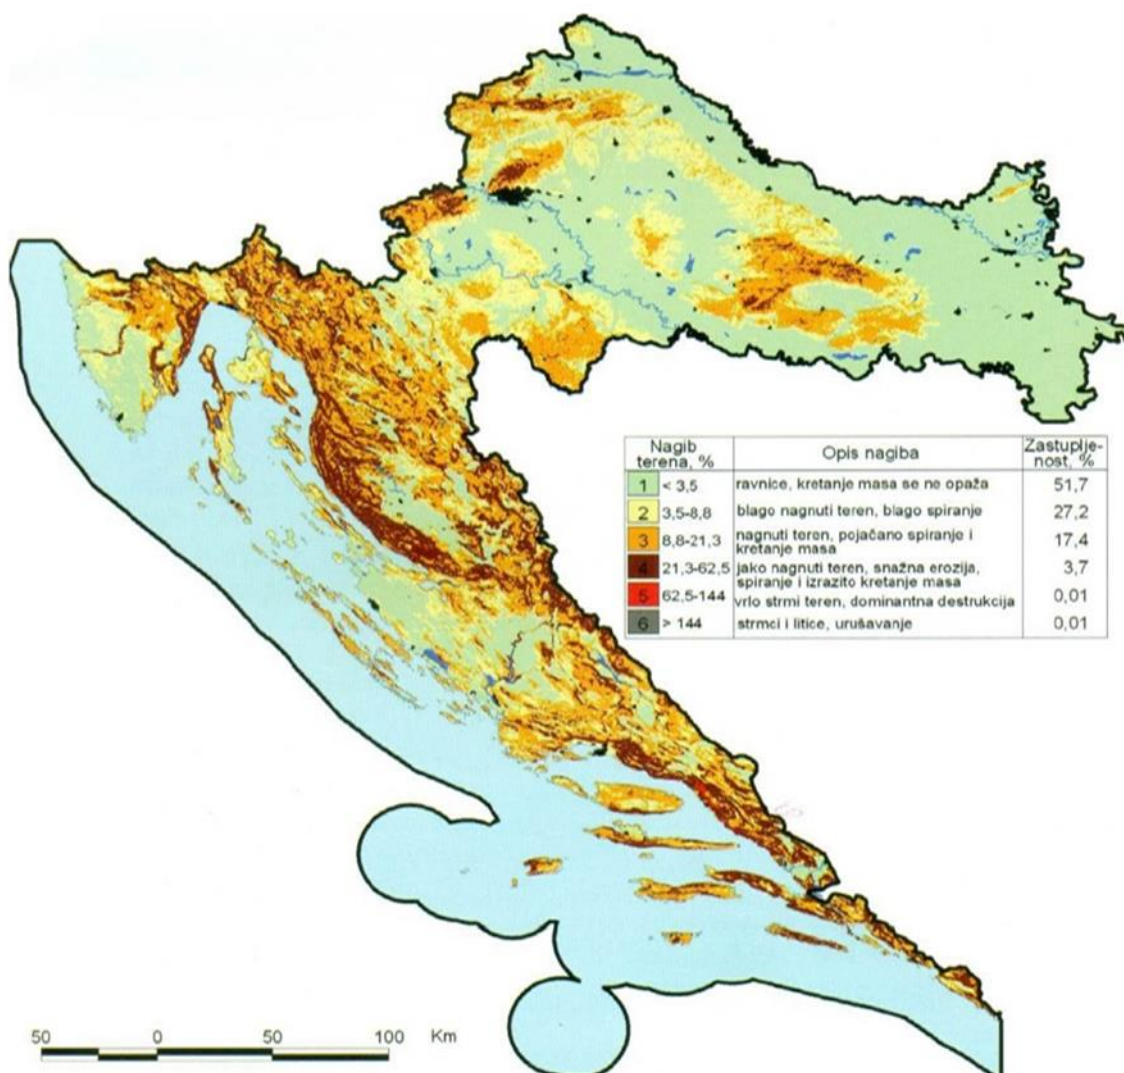 Nagib terena, %
Opis nagiba
Zastuplje-
nost, %
1 < 3,5 ravnice, kretanje masa se ne opaža 51,7
2 3,5-8,8 blago nagnuti teren, blago spiranje 27,2
3 8,8-21,3 nagnuti teren, pojačano spiranje i kretanje masa 17,4
4 21,3-62,5 jako nagnuti teren, snažna erozija, spiranje i izrazito kretanje masa 3,7
5 62,5-144 vrlo strmi teren, dominantna destrukcija 0,01
6 > 144 strmci i litice, urušavanje 0,01
50 0 50 100 Km